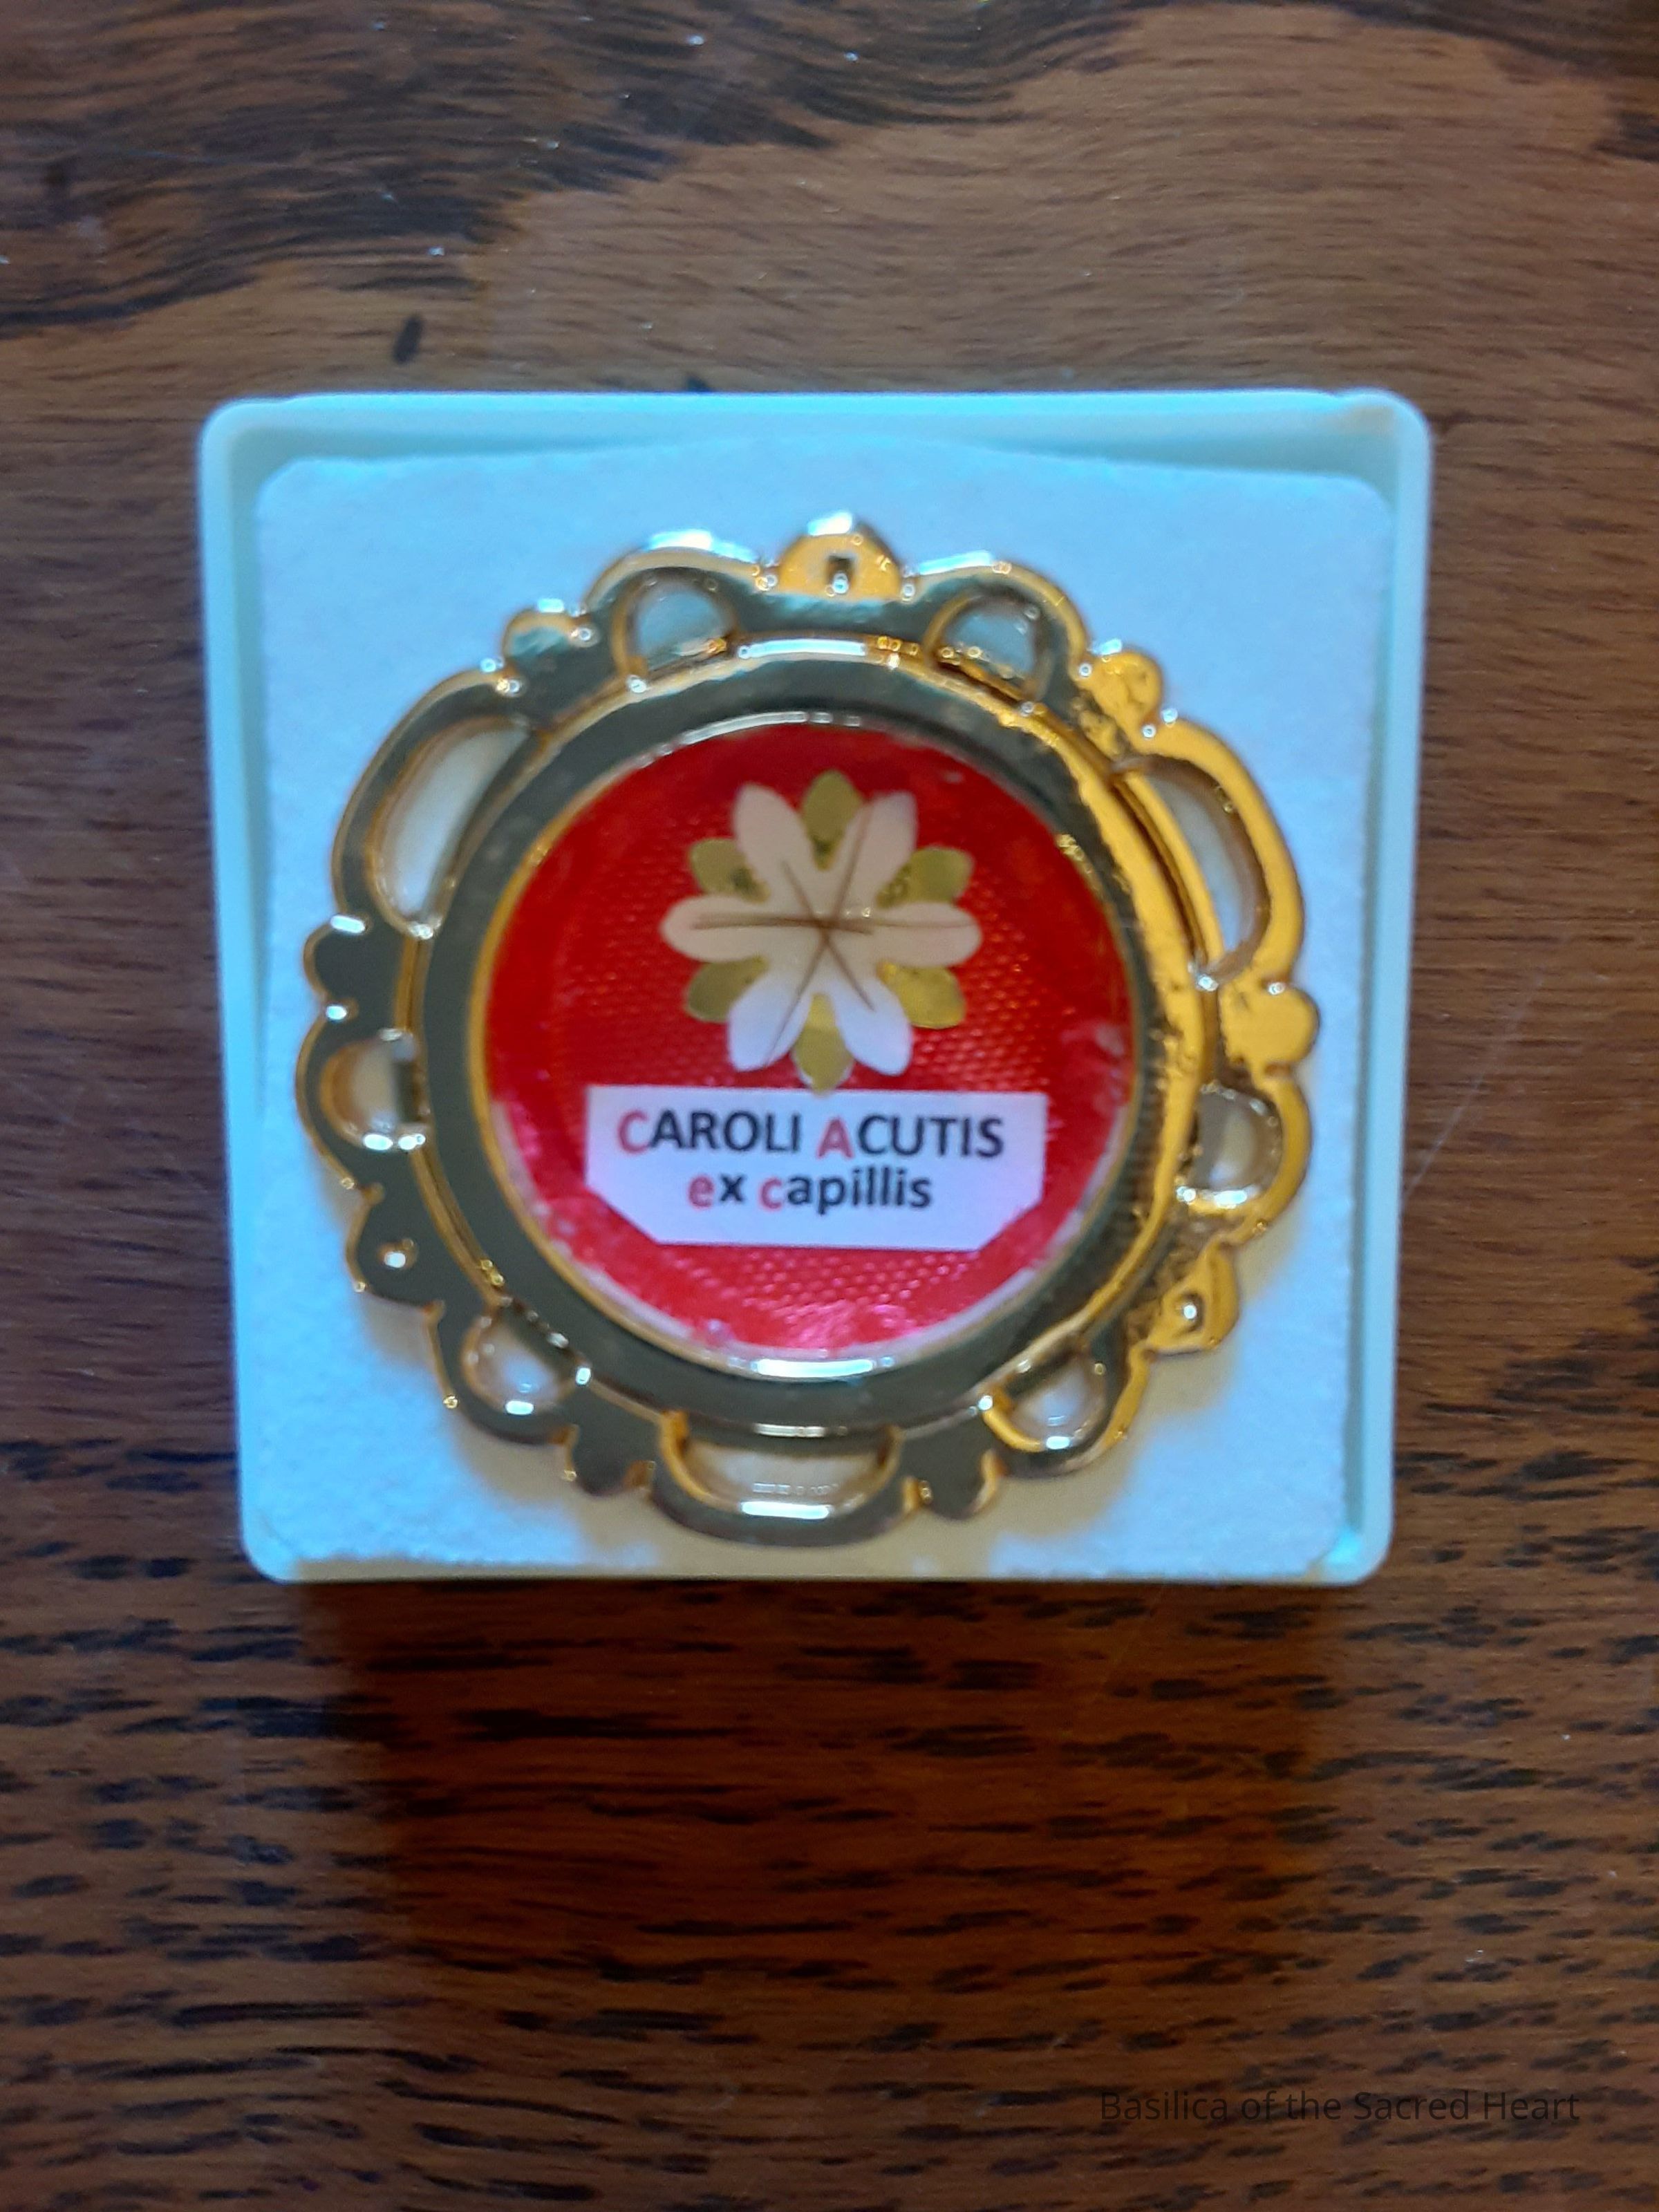 CAROLI ACUTIS
ex capillis
Basilica of the Sacred Heart